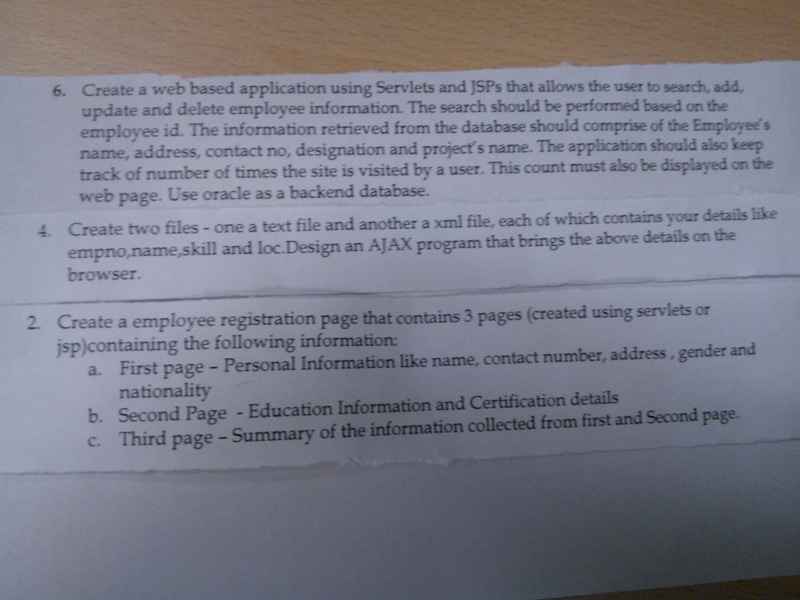 6. Create a web based application using Servlets and JSPs that allows the user to search, add,
update and delete employee information. The search should be performed based on the
employee id. The information retrieved from the database should comprise of the Employee's
name, address, contact no, designation and project's name. The application should also keep
track of number of times the site is visited by a user. This count must also be displayed on the
web page. Use oracle as a backend database.
4. Create two files - one a text file and another a xml file, each of which contains your details like
empno,name,skill and loc.Design an AJAX program that brings the above details on the
browser.
2. Create a employee registration page that contains 3 pages (created using servlets or
jsp)containing the following information:
a. First page – Personal Information like name, contact number, address , gender and
nationality
b. Second Page - Education Information and Certification details
c. Third page – Summary of the information collected from first and Second page.